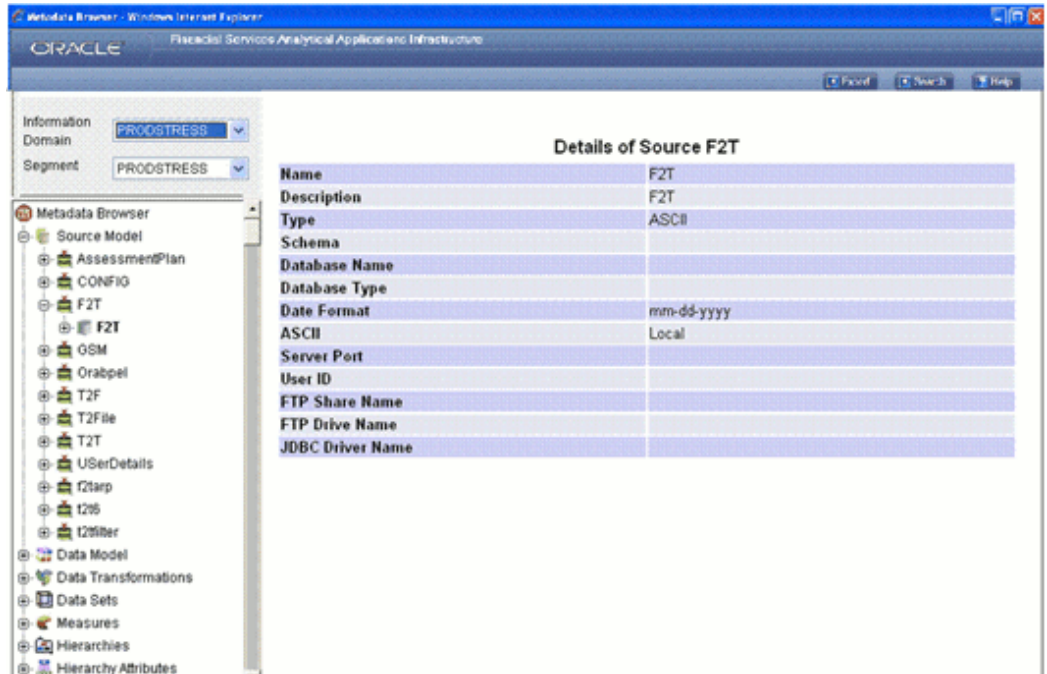 Metadata Browser - Windows Internet Explorer
ORACLE Financial Services Analytical Applications Infrastructure
Export Search Help
Information Domain PRODSTRESS
Segment PRODSTRESS
Metadata Browser
Source Model
AssessmentPlan
CONFIG
F2T
F2T
GSM
Orabpel
T2F
T2File
T2T
USerDetails
f2tarp
t2t6
t2tfilter
Data Model
Data Transformations
Data Sets
Measures
Hierarchies
Hierarchy Attributes
Details of Source F2T
Name F2T
Description F2T
Type ASCII
Schema
Database Name
Database Type
Date Format mm-dd-yyyy
ASCII Local
Server Port
User ID
FTP Share Name
FTP Drive Name
JDBC Driver Name